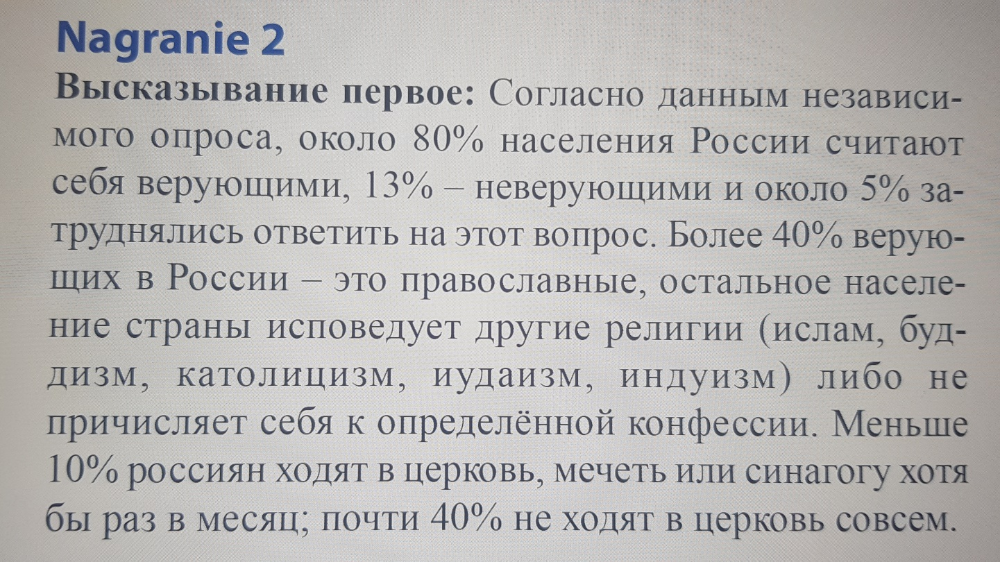 Nagranie 2
Высказывание первое: Согласно данным независи-
мого опроса, около 80% населения России считают
себя верующими, 13% – неверующими и около 5% за-
труднялись ответить на этот вопрос. Более 40% верую-
щих в России – это православные, остальное населе-
ние страны исповедует другие религии (ислам, буд-
дизм, католицизм, иудаизм, индуизм) либо не
причисляет себя к определённой конфессии. Меньше
10% россиян ходят в церковь, мечеть или синагогу хотя
бы раз в месяц; почти 40% не ходят в церковь совсем.